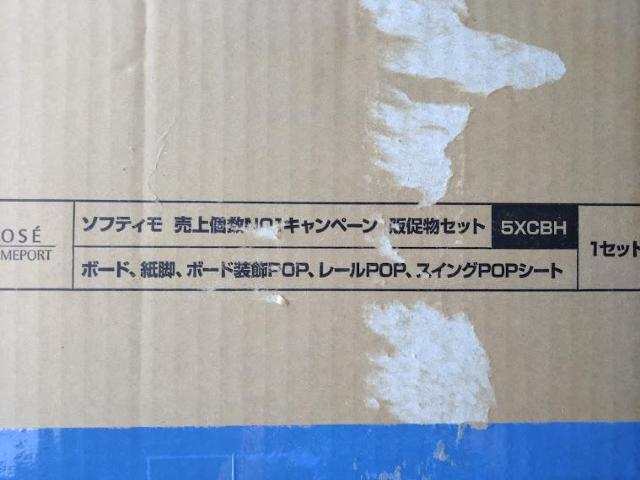 OSÉ
MEPORT
ソフティモ 売上個数NO1キャンペーン 販促物セット 5XCBH
ボード、紙脚、ボード装飾POP、レールPOP、スイングPOPシート
1セット